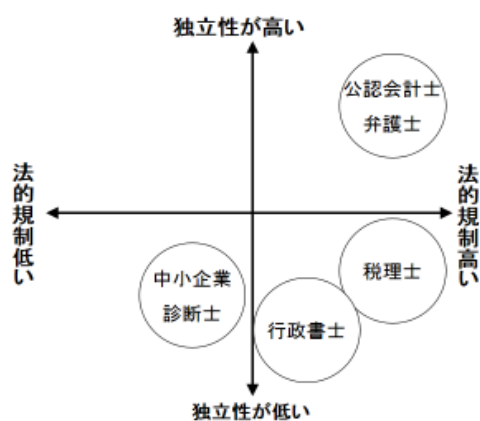 独立性が高い
公認会計士
弁護士
法的規制低い
法的規制高い
税理士
中小企業
診断士
行政書士
独立性が低い